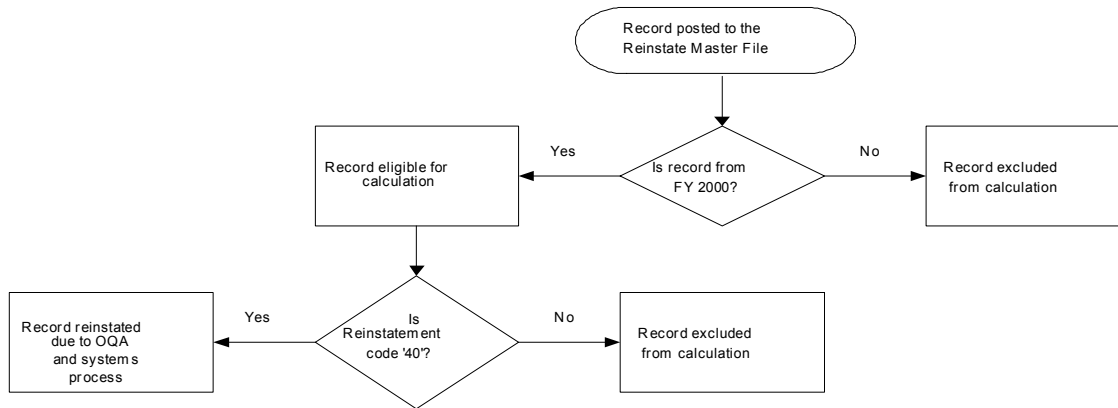 Record posted to the
Reinstate Master File
Yes
No
Record eligible for
calculation
Is record from
FY 2000?
Record excluded
from calculation
Yes
No
Record reinstated
due to OQA
and systems
process
Is
Reinstatement
code '40'?
Record excluded
from calculation